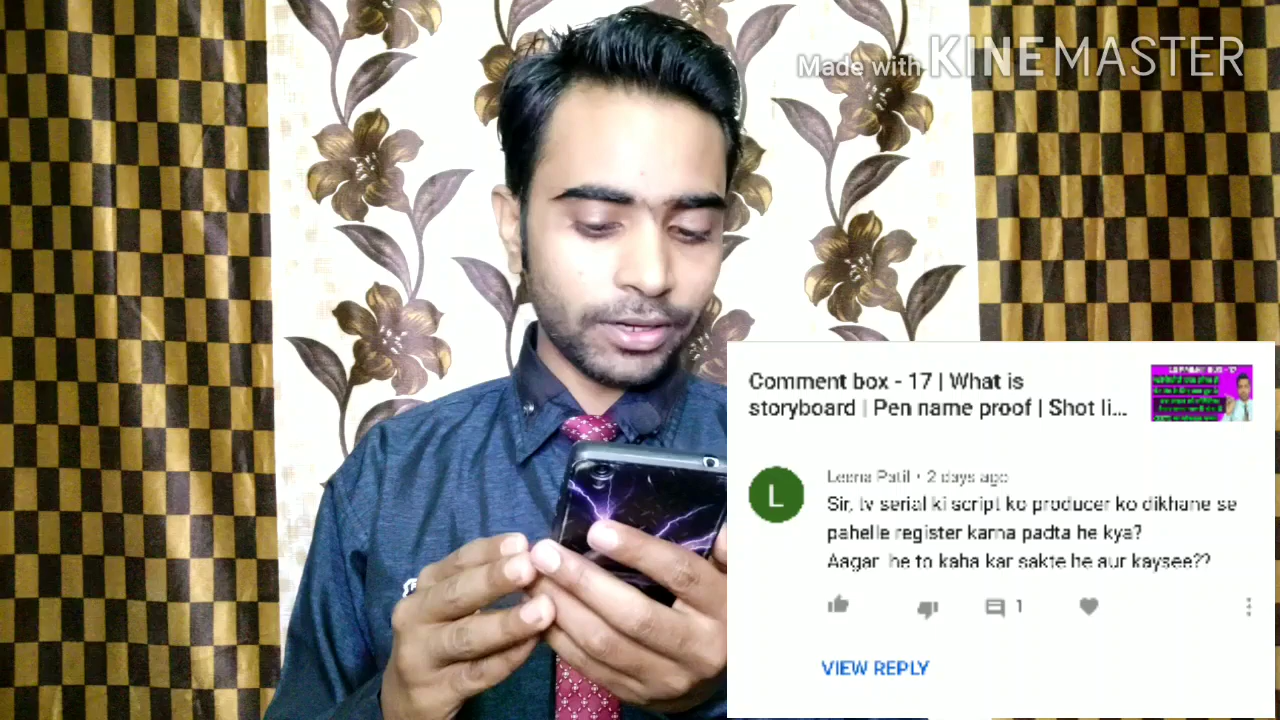 Made with KINEMASTER
Comment box - 17 | What is
storyboard | Pen name proof | Shot li...
L
Leena Patil • 2 days ago
Sir, tv serial ki script ko producer ko dikhane se
pahelle register karna padta he kya?
Aagar he to kaha kar sakte he aur kaysee??
1
VIEW REPLY